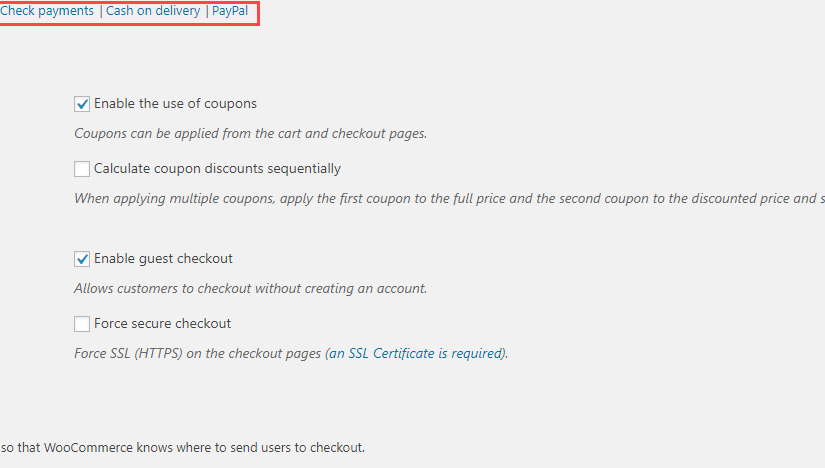 Check payments | Cash on delivery | PayPal
Enable the use of coupons
Coupons can be applied from the cart and checkout pages.
Calculate coupon discounts sequentially
When applying multiple coupons, apply the first coupon to the full price and the second coupon to the discounted price and s
Enable guest checkout
Allows customers to checkout without creating an account.
Force secure checkout
Force SSL (HTTPS) on the checkout pages (an SSL Certificate is required).
so that WooCommerce knows where to send users to checkout.